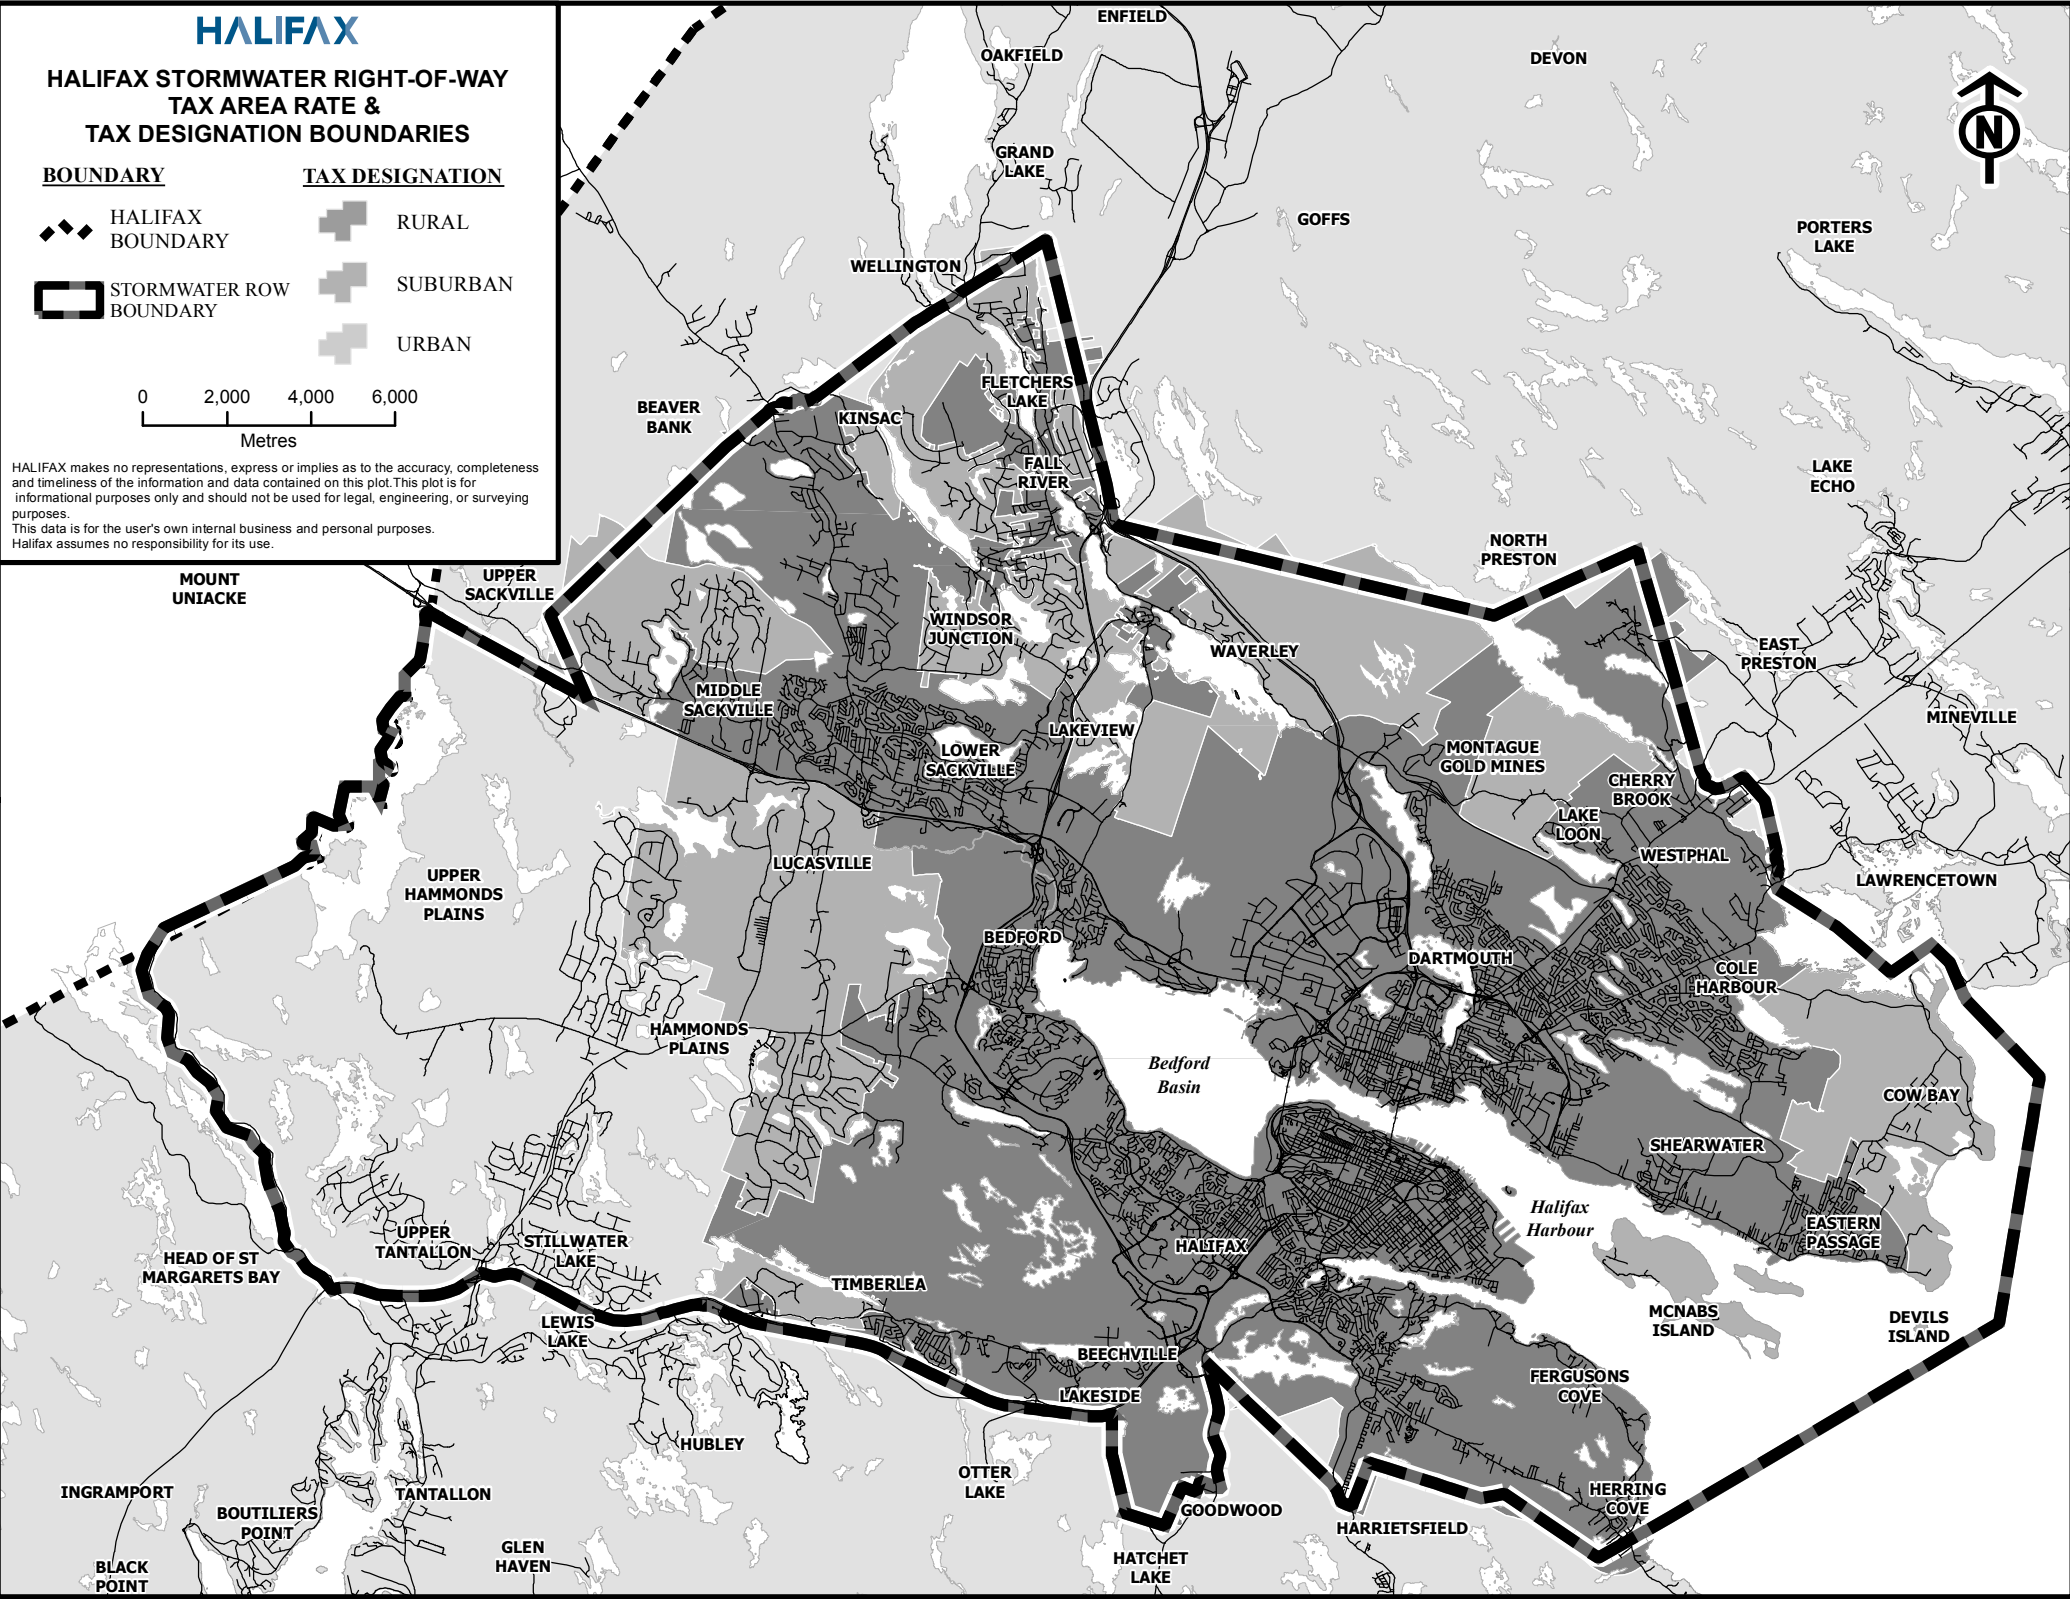 HALIFAX
HALIFAX STORMWATER RIGHT-OF-WAY
TAX AREA RATE &
TAX DESIGNATION BOUNDARIES
BOUNDARY
HALIFAX
BOUNDARY
STORMWATER ROW
BOUNDARY
TAX DESIGNATION
RURAL
SUBURBAN
URBAN
0 2,000 4,000 6,000
Metres
HALIFAX makes no representations, express or implies as to the accuracy, completeness
and timeliness of the information and data contained on this plot.This plot is for
informational purposes only and should not be used for legal, engineering, or surveying
purposes.
This data is for the user's own internal business and personal purposes.
Halifax assumes no responsibility for its use.
N
ENFIELD
OAKFIELD
DEVON
GRAND
LAKE
GOFFS
PORTERS
LAKE
WELLINGTON
FLETCHERS
LAKE
BEAVER
BANK
KINSAC
FALL
RIVER
LAKE
ECHO
NORTH
PRESTON
MOUNT
UNIACKE
UPPER
SACKVILLE
WINDSOR
JUNCTION
WAVERLEY
EAST
PRESTON
MIDDLE
SACKVILLE
MINEVILLE
LAKEVIEW
LOWER
SACKVILLE
MONTAGUE
GOLD MINES
CHERRY
BROOK
LAKE
LOON
WESTPHAL
LUCASVILLE
UPPER
HAMMONDS
PLAINS
LAWRENCETOWN
BEDFORD
DARTMOUTH
COLE
HARBOUR
HAMMONDS
PLAINS
Bedford
Basin
COW BAY
SHEARWATER
Halifax
Harbour
EASTERN
PASSAGE
UPPER
TANTALLON
STILLWATER
LAKE
HALIFAX
HEAD OF ST
MARGARETS BAY
TIMBERLEA
MCNABS
ISLAND
DEVILS
ISLAND
LEWIS
LAKE
BEECHVILLE
LAKESIDE
FERGUSONS
COVE
HUBLEY
OTTER
LAKE
INGRAMPORT
TANTALLON
BOUTILIERS
POINT
GOODWOOD
HERRING
COVE
HARRIETSFIELD
GLEN
HAVEN
HATCHET
LAKE
BLACK
POINT